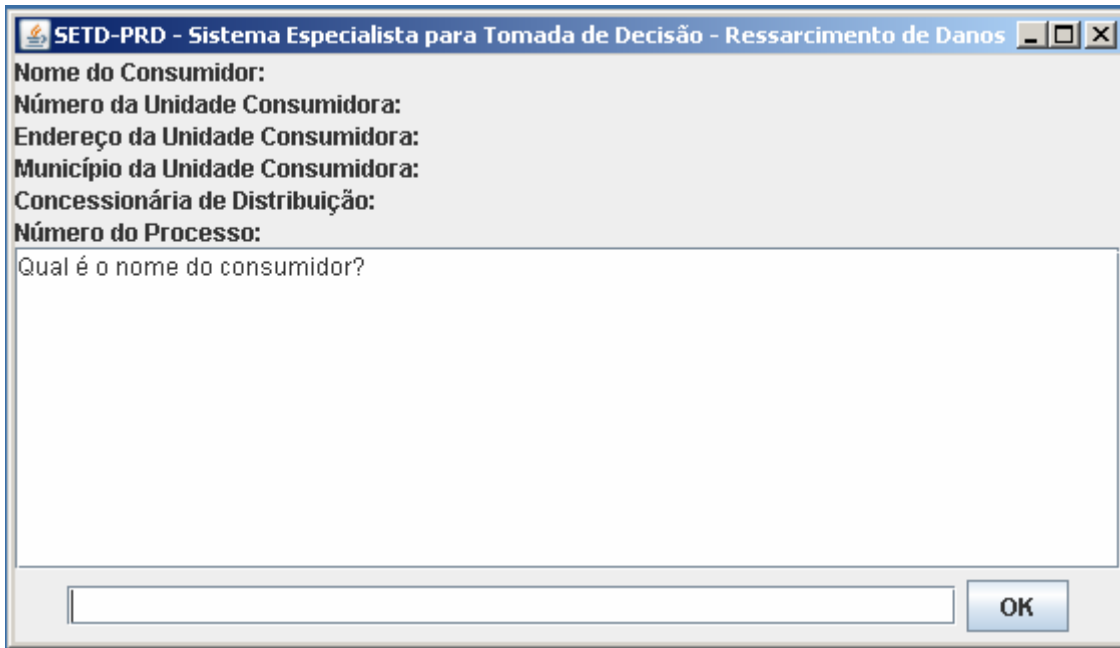 SETD-PRD - Sistema Especialista para Tomada de Decisão - Ressarcimento de Danos
Nome do Consumidor:
Número da Unidade Consumidora:
Endereço da Unidade Consumidora:
Município da Unidade Consumidora:
Concessionária de Distribuição:
Número do Processo:
Qual é o nome do consumidor?
OK